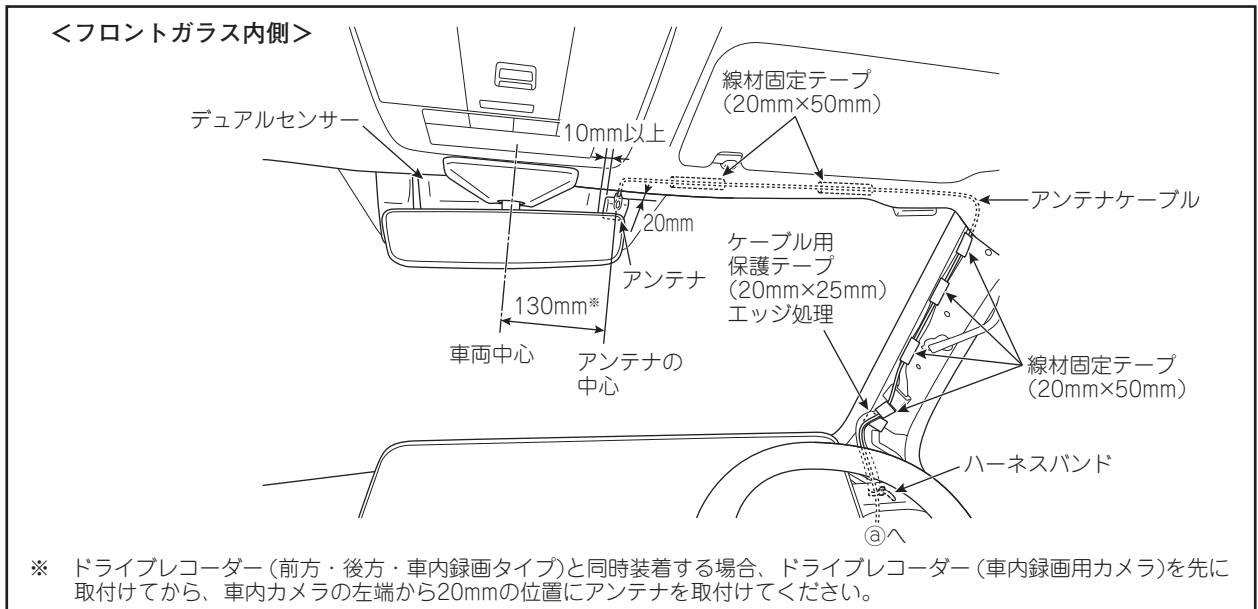 ＜フロントガラス内側＞
線材固定テープ
(20mm×50mm)
デュアルセンサー
10mm以上
アンテナケーブル
20mm
ケーブル用
保護テープ
(20mm×25mm)
エッジ処理
アンテナ
130mm※
車両中心
アンテナの
中心
線材固定テープ
(20mm×50mm)
ハーネスバンド
ⓐへ
※ ドライブレコーダー (前方・後方・車内録画タイプ)と同時装着する場合、ドライブレコーダー (車内録画用カメラ)を先に
取付けてから、車内カメラの左端から20mmの位置にアンテナを取付けてください。